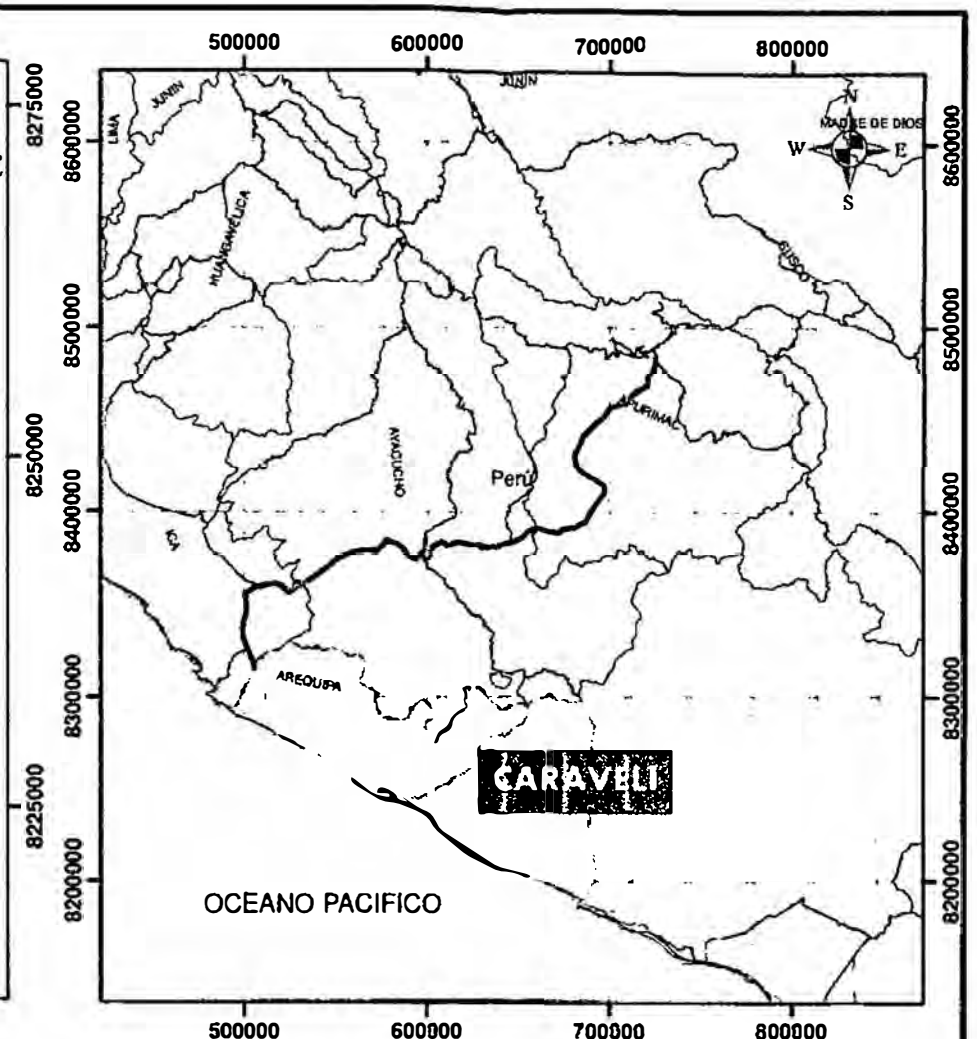 500000 600000 700000 800000
8275000
8250000
8225000
8600000
8500000
8400000
8300000
8200000
JUNIN
JUNIN
LIMA
N
MADRE DE DIOS
W E
S
HUANCAVELICA
CUSCO
APURIMAC
AYACUCHO
Perú
ICA
AREQUIPA
CARAVELI
OCEANO PACIFICO
8600000
8500000
8400000
8300000
8200000
500000 600000 700000 800000